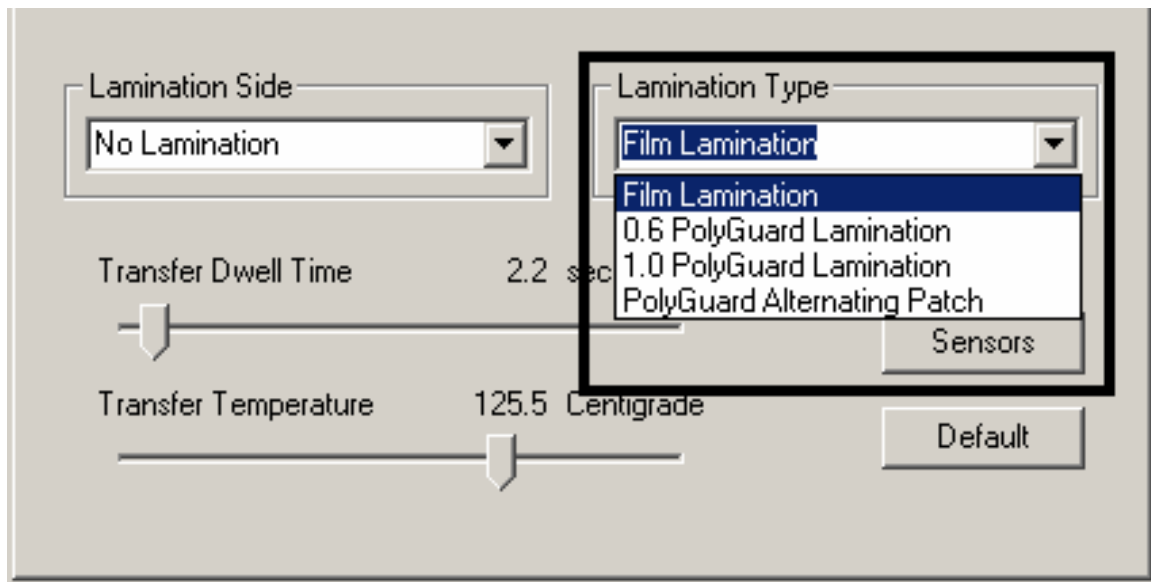 Lamination Side
Lamination Type
No Lamination
Film Lamination
Film Lamination
0.6 PolyGuard Lamination
1.0 PolyGuard Lamination
PolyGuard Alternating Patch
Transfer Dwell Time 2.2 sec
Sensors
Transfer Temperature 125.5 Centigrade
Default